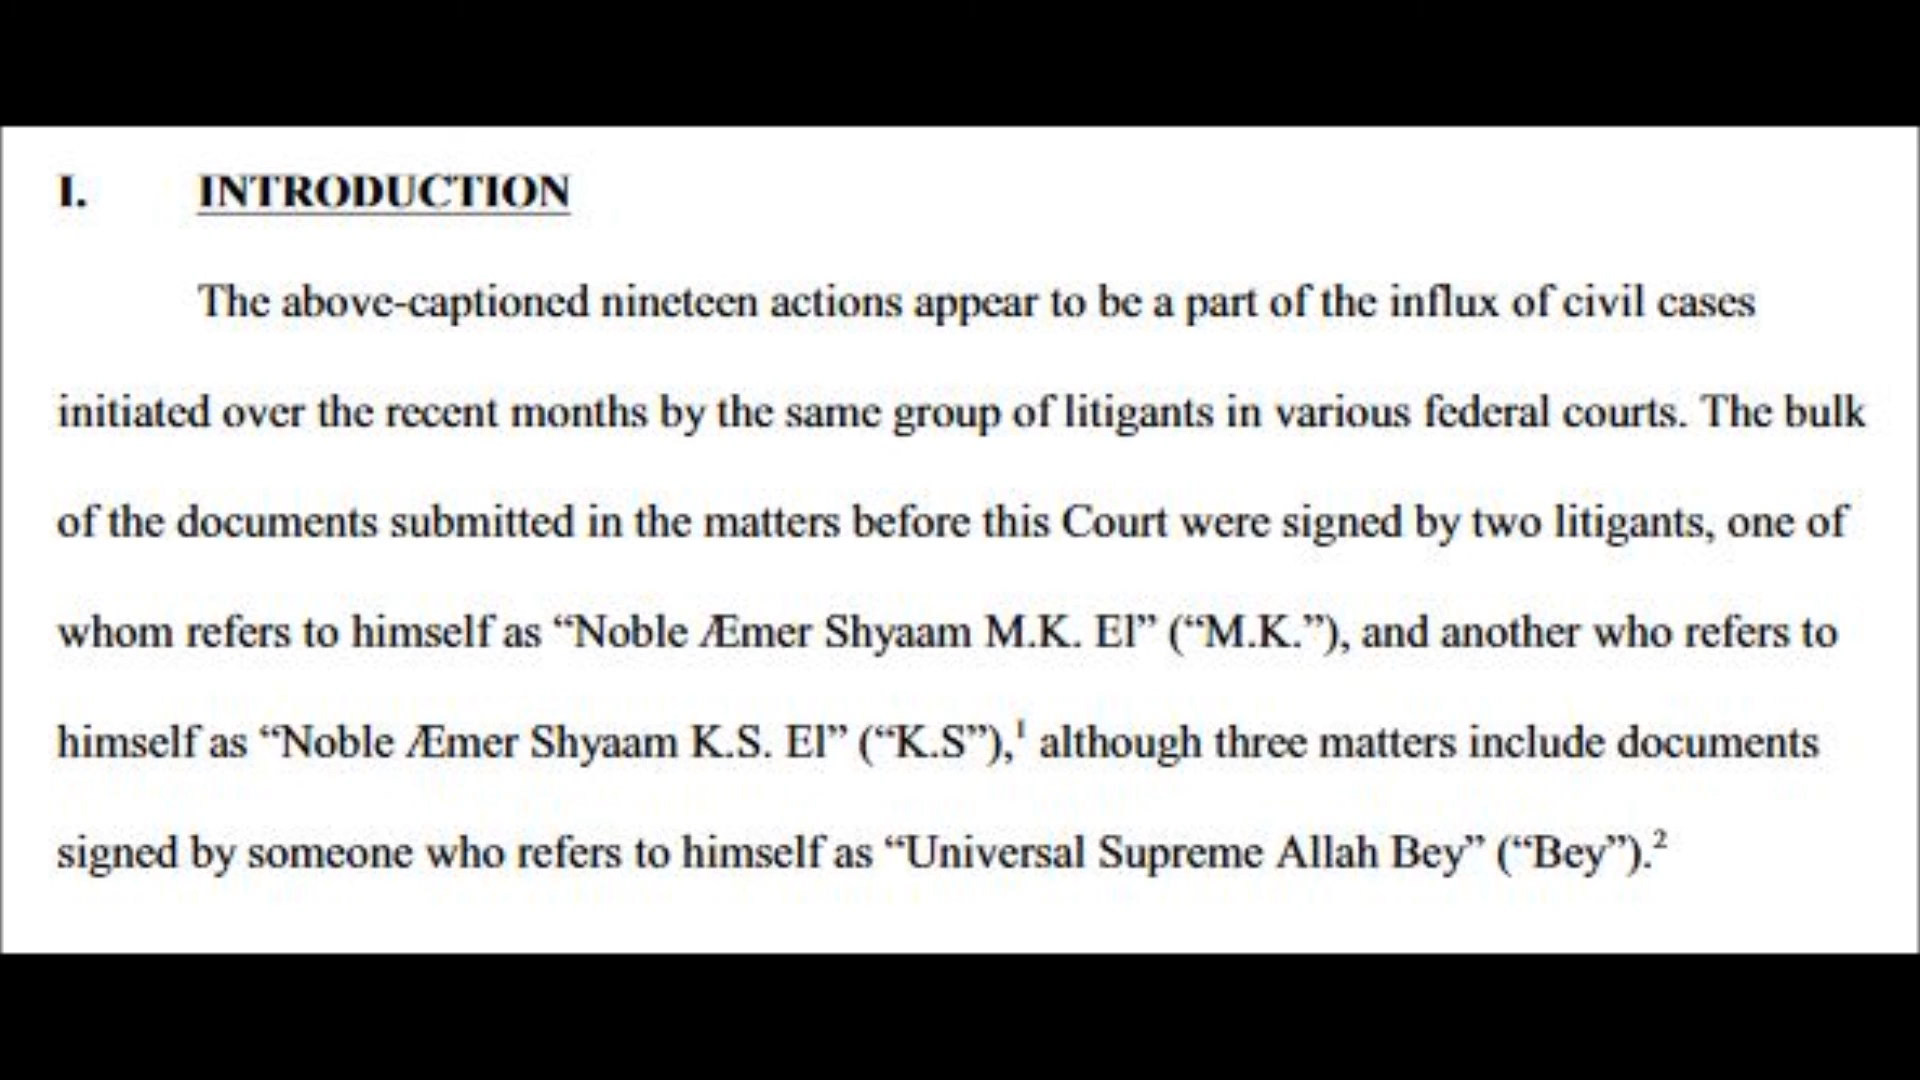 I. INTRODUCTION
The above-captioned nineteen actions appear to be a part of the influx of civil cases
initiated over the recent months by the same group of litigants in various federal courts. The bulk
of the documents submitted in the matters before this Court were signed by two litigants, one of
whom refers to himself as “Noble Æmer Shyaam M.K. El” (“M.K.”), and another who refers to
himself as “Noble Æmer Shyaam K.S. El” (“K.S”),¹ although three matters include documents
signed by someone who refers to himself as “Universal Supreme Allah Bey” (“Bey”).²